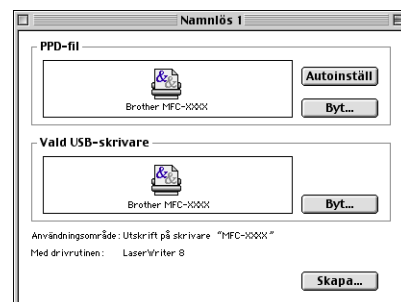 Namnlös 1
PPD-fil
Brother MFC-XXXX
Autoinställ
Byt...
Vald USB-skrivare
Brother MFC-XXXX
Byt...
Användningsområde: Utskrift på skrivare "MFC-XXXX"
Med drivrutinen: LaserWriter 8
Skapa...